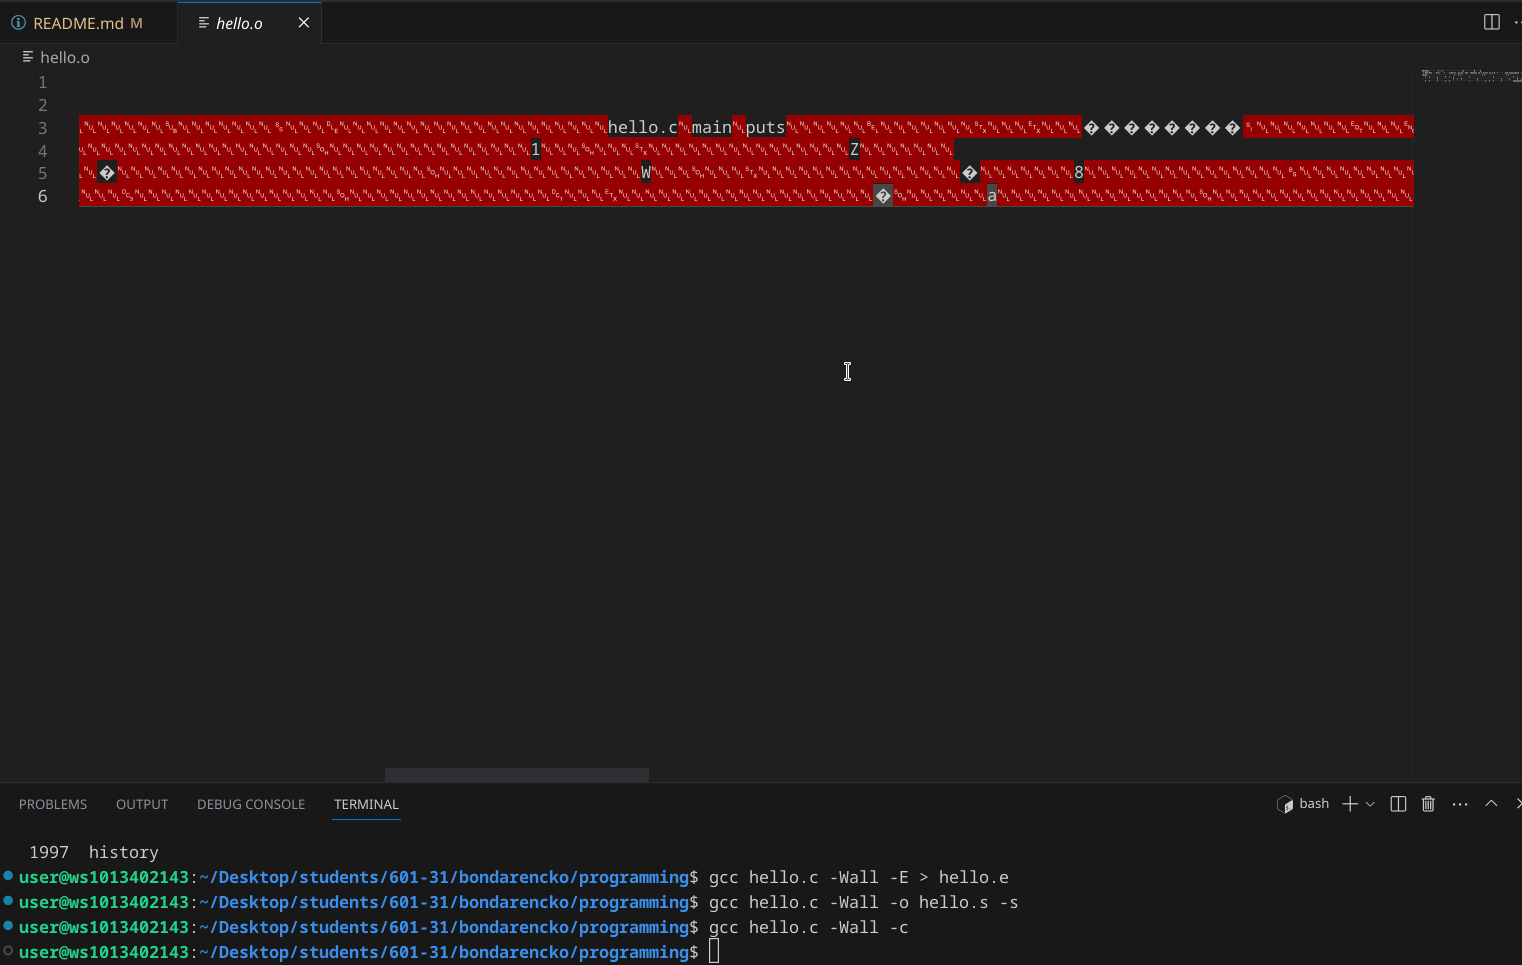 README.md M
hello.o
hello.o
1
2
3 hello.c main puts
4 1 Z
5 W 8
6 a
PROBLEMS OUTPUT DEBUG CONSOLE TERMINAL bash
1997 history
user@ws1013402143:~/Desktop/students/601-31/bondarencko/programming$ gcc hello.c -Wall -E > hello.e
user@ws1013402143:~/Desktop/students/601-31/bondarencko/programming$ gcc hello.c -Wall -o hello.s -s
user@ws1013402143:~/Desktop/students/601-31/bondarencko/programming$ gcc hello.c -Wall -c
user@ws1013402143:~/Desktop/students/601-31/bondarencko/programming$